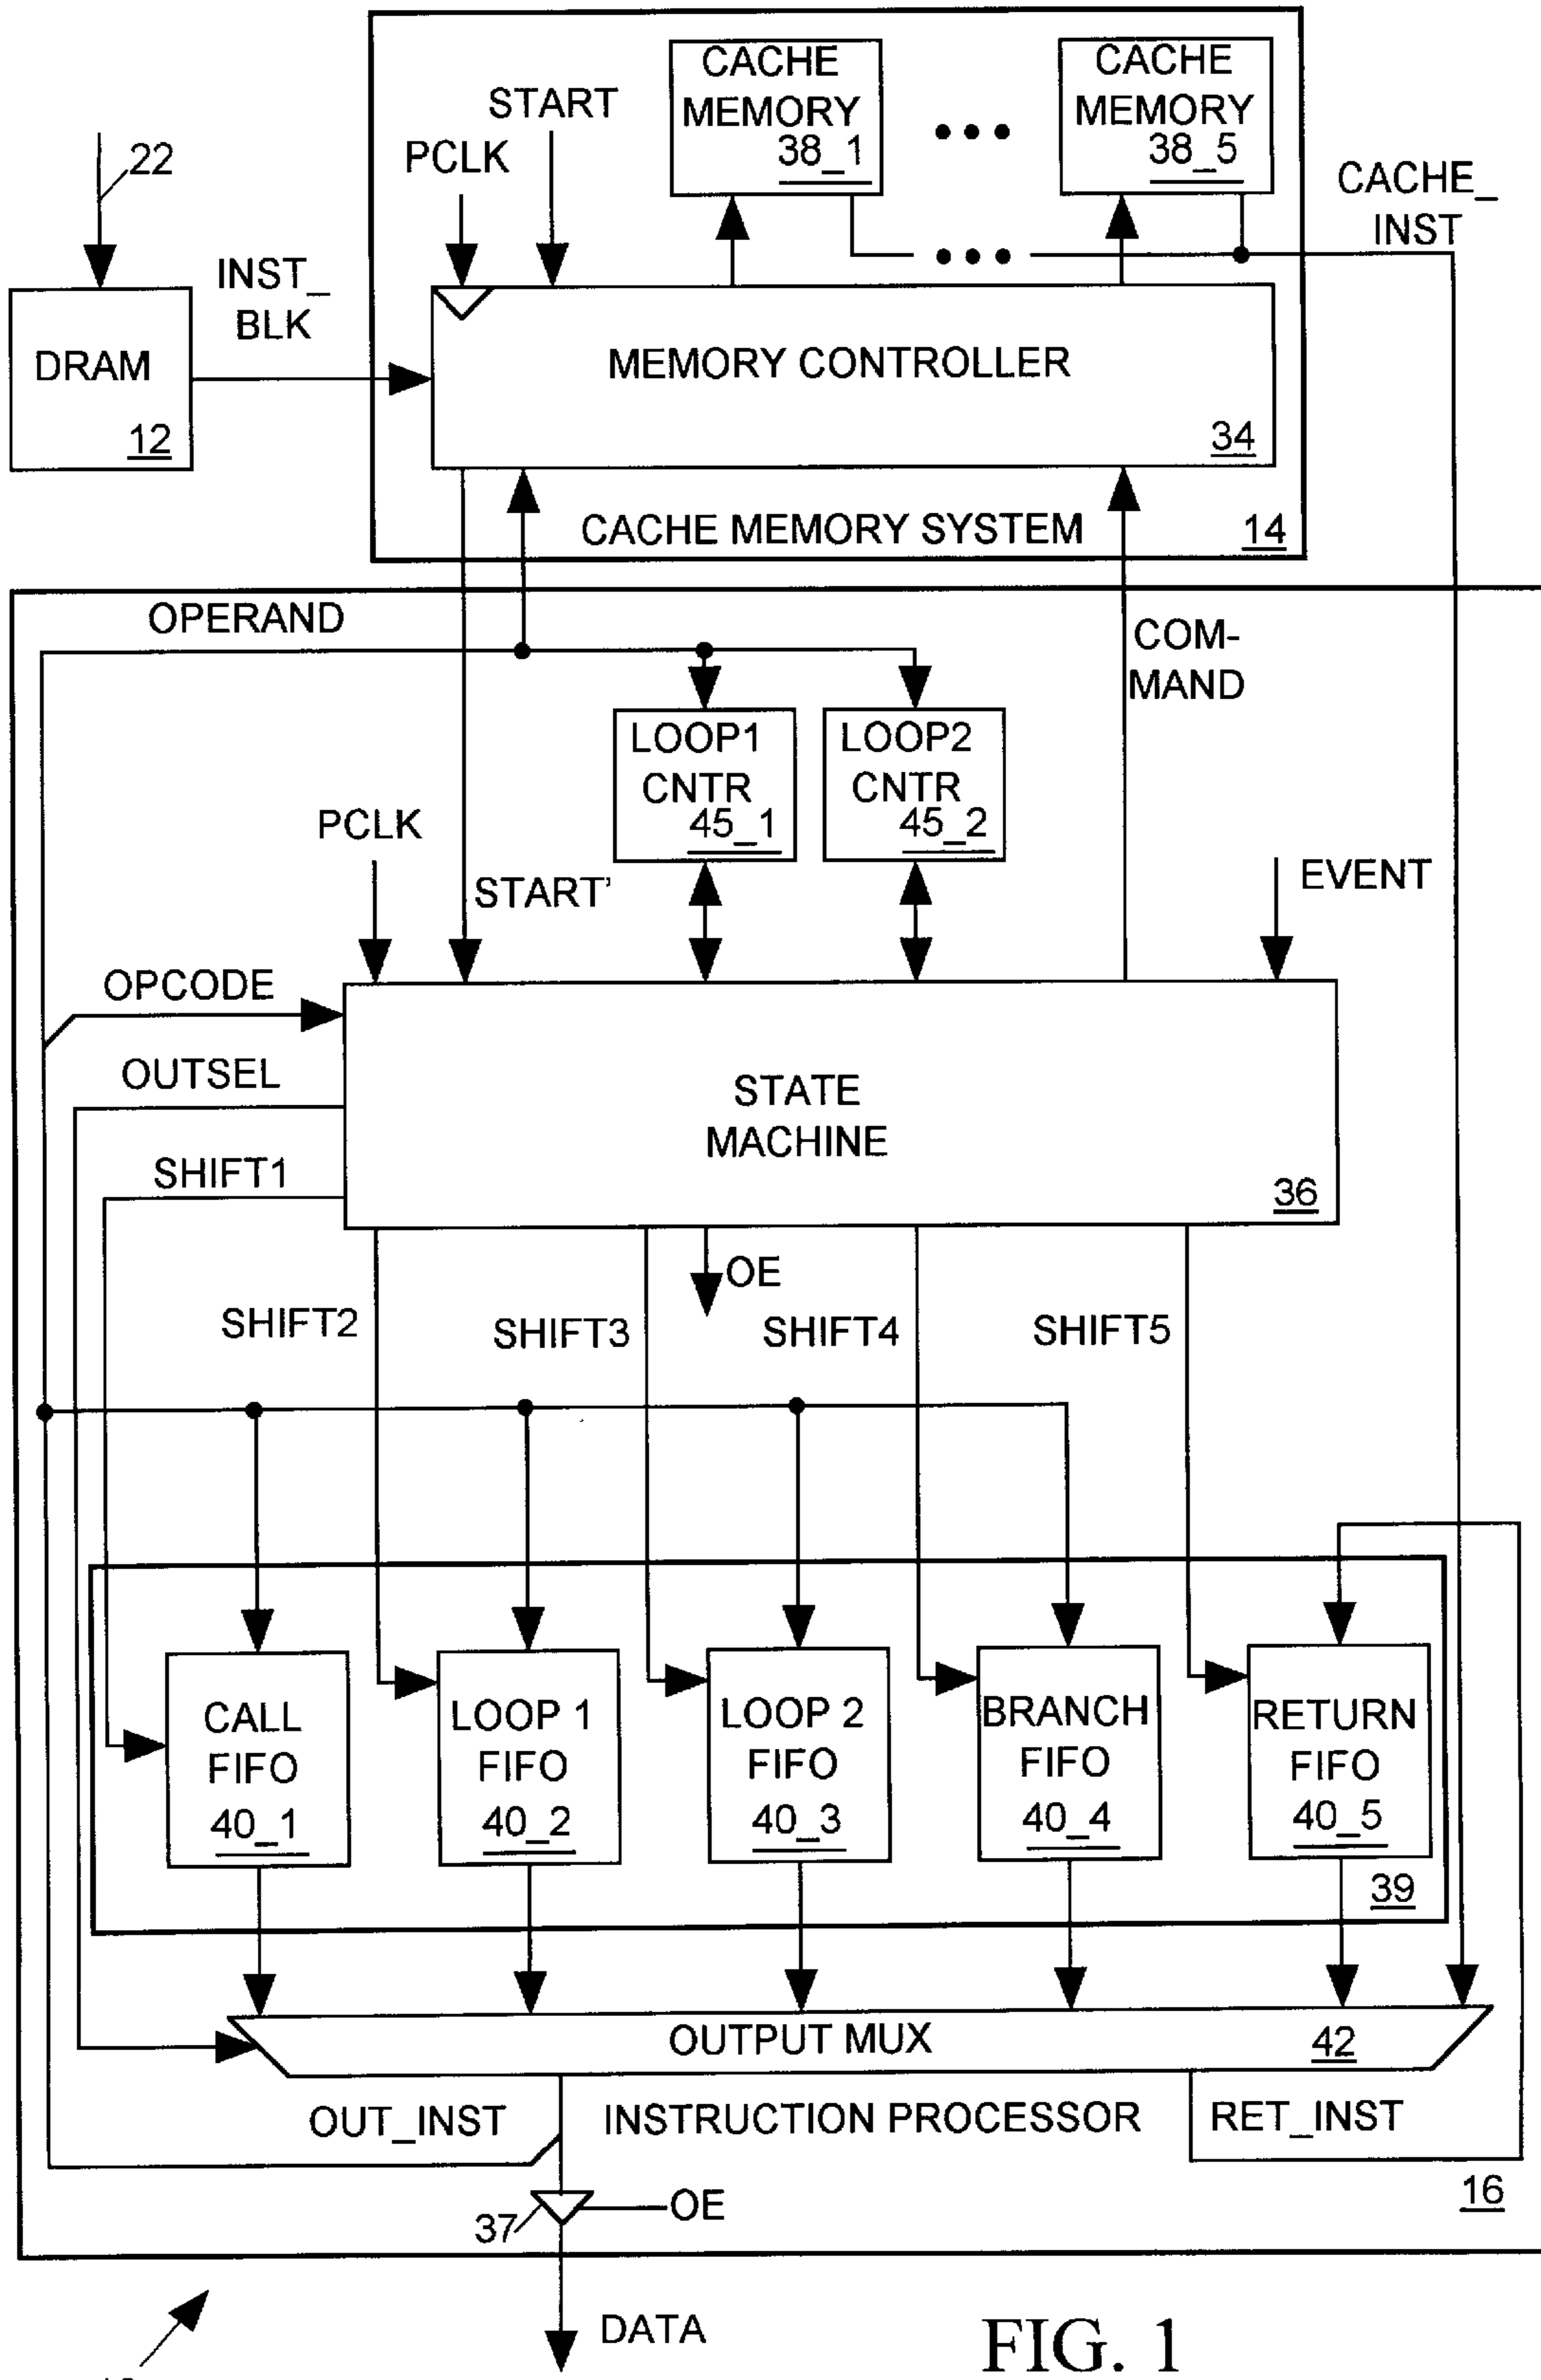 CACHE
MEMORY
38_1
CACHE
MEMORY
38_5
START
PCLK
22
CACHE_
INST
INST_
BLK
DRAM
12
MEMORY CONTROLLER
34
CACHE MEMORY SYSTEM
14
OPERAND
COM-
MAND
LOOP1
CNTR
45_1
LOOP2
CNTR
45_2
PCLK
START'
EVENT
OPCODE
OUTSEL
STATE
MACHINE
SHIFT1
36
OE
SHIFT2
SHIFT3
SHIFT4
SHIFT5
CALL
FIFO
40_1
LOOP 1
FIFO
40_2
LOOP 2
FIFO
40_3
BRANCH
FIFO
40_4
RETURN
FIFO
40_5
39
OUTPUT MUX
42
OUT_INST
INSTRUCTION PROCESSOR
RET_INST
16
37
OE
DATA
FIG. 1